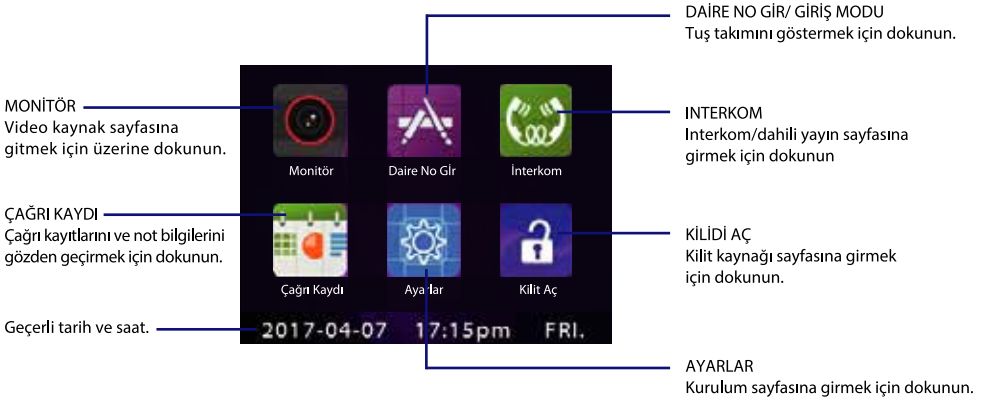 DAİRE NO GİR/ GİRİŞ MODU
Tuş takımını göstermek için dokunun.
MONİTÖR
Video kaynak sayfasına
gitmek için üzerine dokunun.
INTERKOM
Interkom/dahili yayın sayfasına
girmek için dokunun
Monitör
Daire No Gİr
İnterkom
ÇAĞRI KAYDI
Çağrı kayıtlarını ve not bilgilerini
gözden geçirmek için dokunun.
KİLİDİ AÇ
Kilit kaynağı sayfasına girmek
için dokunun.
Çağrı Kaydı
Ayarlar
Kilit Aç
Geçerli tarih ve saat.
2017-04-07 17:15pm FRI.
AYARLAR
Kurulum sayfasına girmek için dokunun.